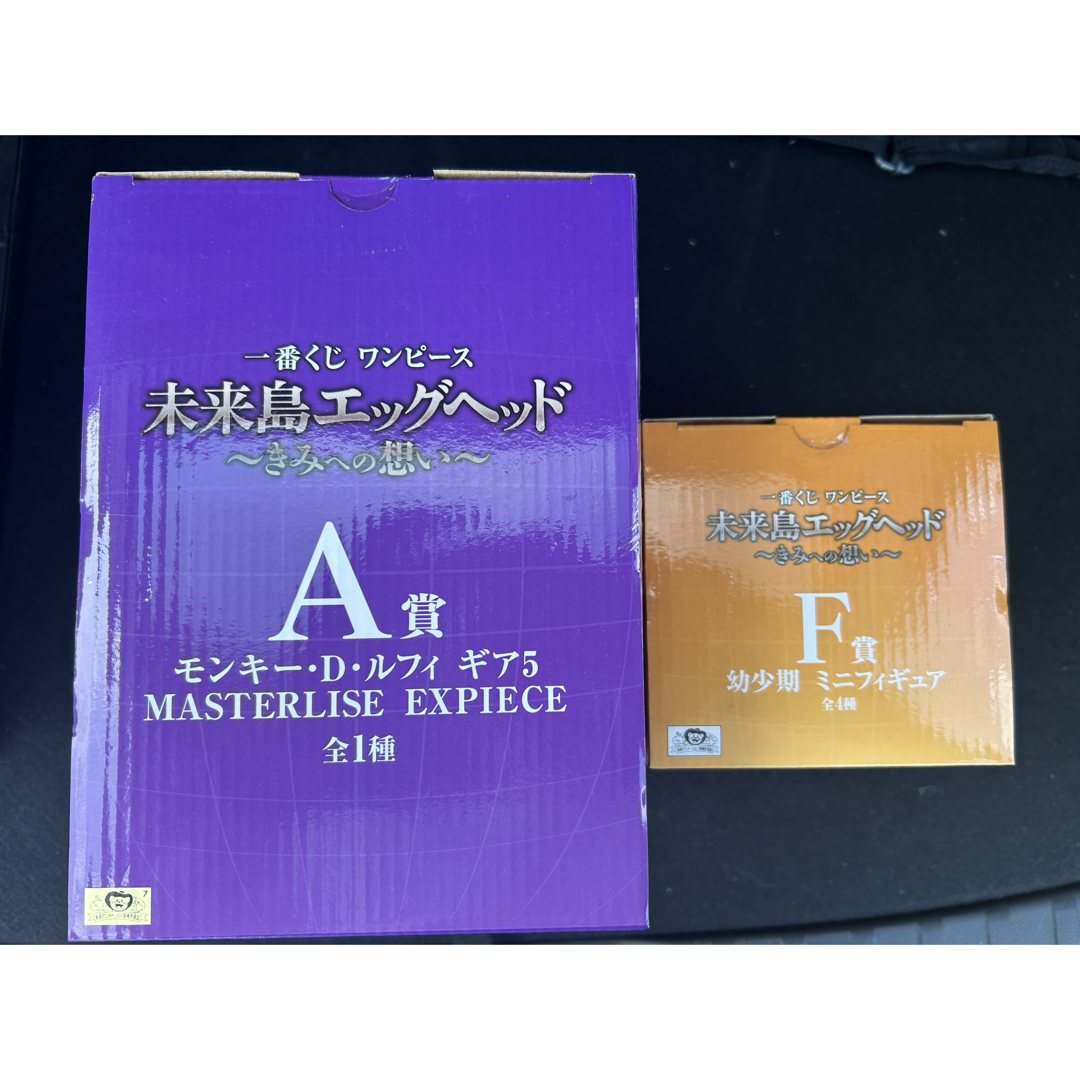 一番くじ ワンピース
未来島エッグヘッド
～きみへの想い～
A賞
モンキー・D・ルフィ ギア5
MASTERLISE EXPIECE
全1種
7
一番くじ ワンピース
未来島エッグヘッド
～きみへの想い～
F賞
幼少期 ミニフィギュア
全4種